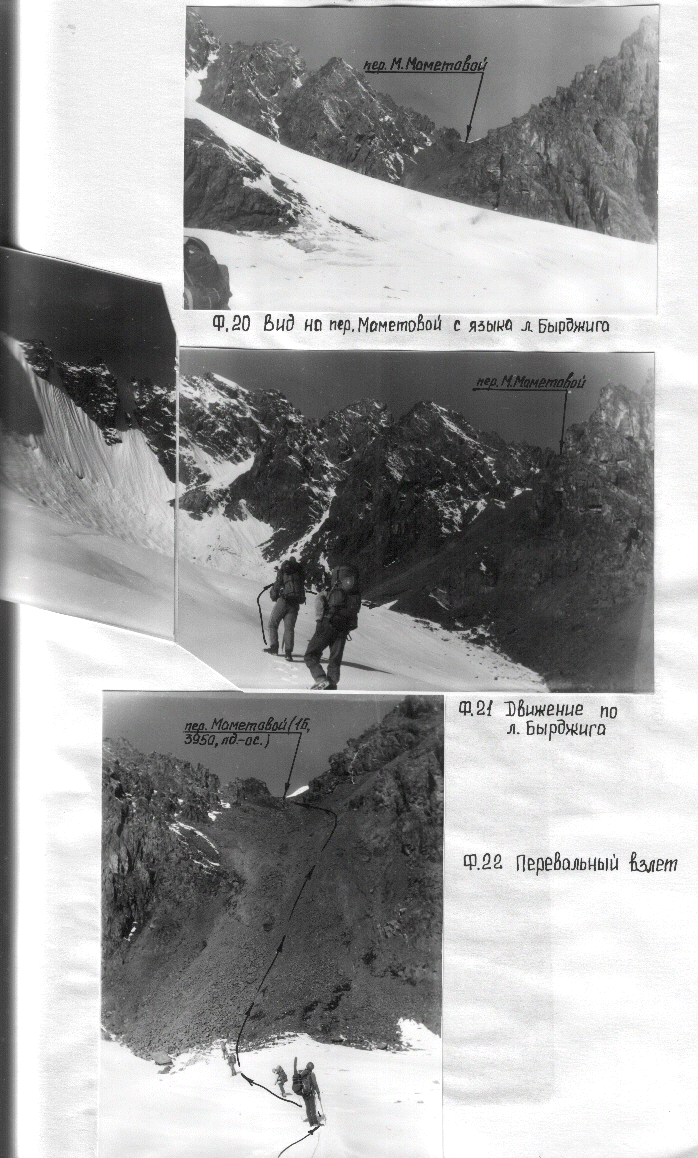 пер. М. Маметовой
Ф.20 Вид на пер. Маметовой с языка л. Бырджига
пер. М. Маметовой
Ф.21 Движение по
л. Бырджига
пер. Маметовой (1Б,
3950, лд.-ос.)
Ф.22 Перевальный взлет